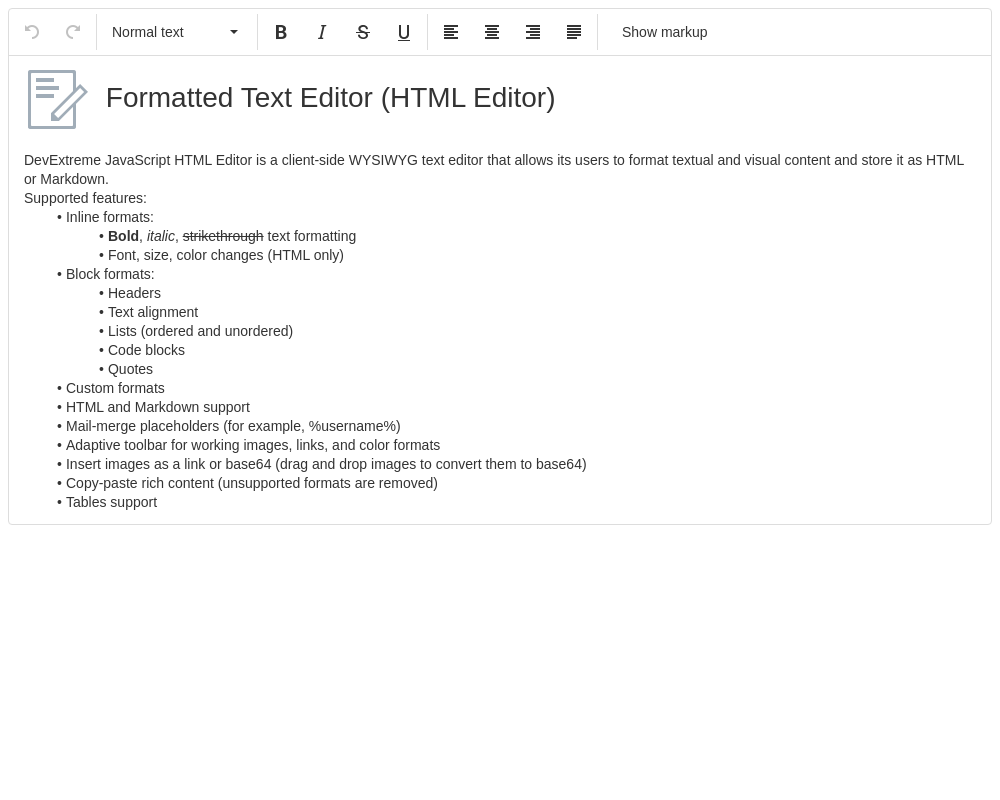 Normal text
Show markup
Formatted Text Editor (HTML Editor)
DevExtreme JavaScript HTML Editor is a client-side WYSIWYG text editor that allows its users to format textual and visual content and store it as HTML
or Markdown.
Supported features:
• Inline formats:
• Bold, italic, strikethrough text formatting
• Font, size, color changes (HTML only)
• Block formats:
• Headers
• Text alignment
• Lists (ordered and unordered)
• Code blocks
• Quotes
• Custom formats
• HTML and Markdown support
• Mail-merge placeholders (for example, %username%)
• Adaptive toolbar for working images, links, and color formats
• Insert images as a link or base64 (drag and drop images to convert them to base64)
• Copy-paste rich content (unsupported formats are removed)
• Tables support